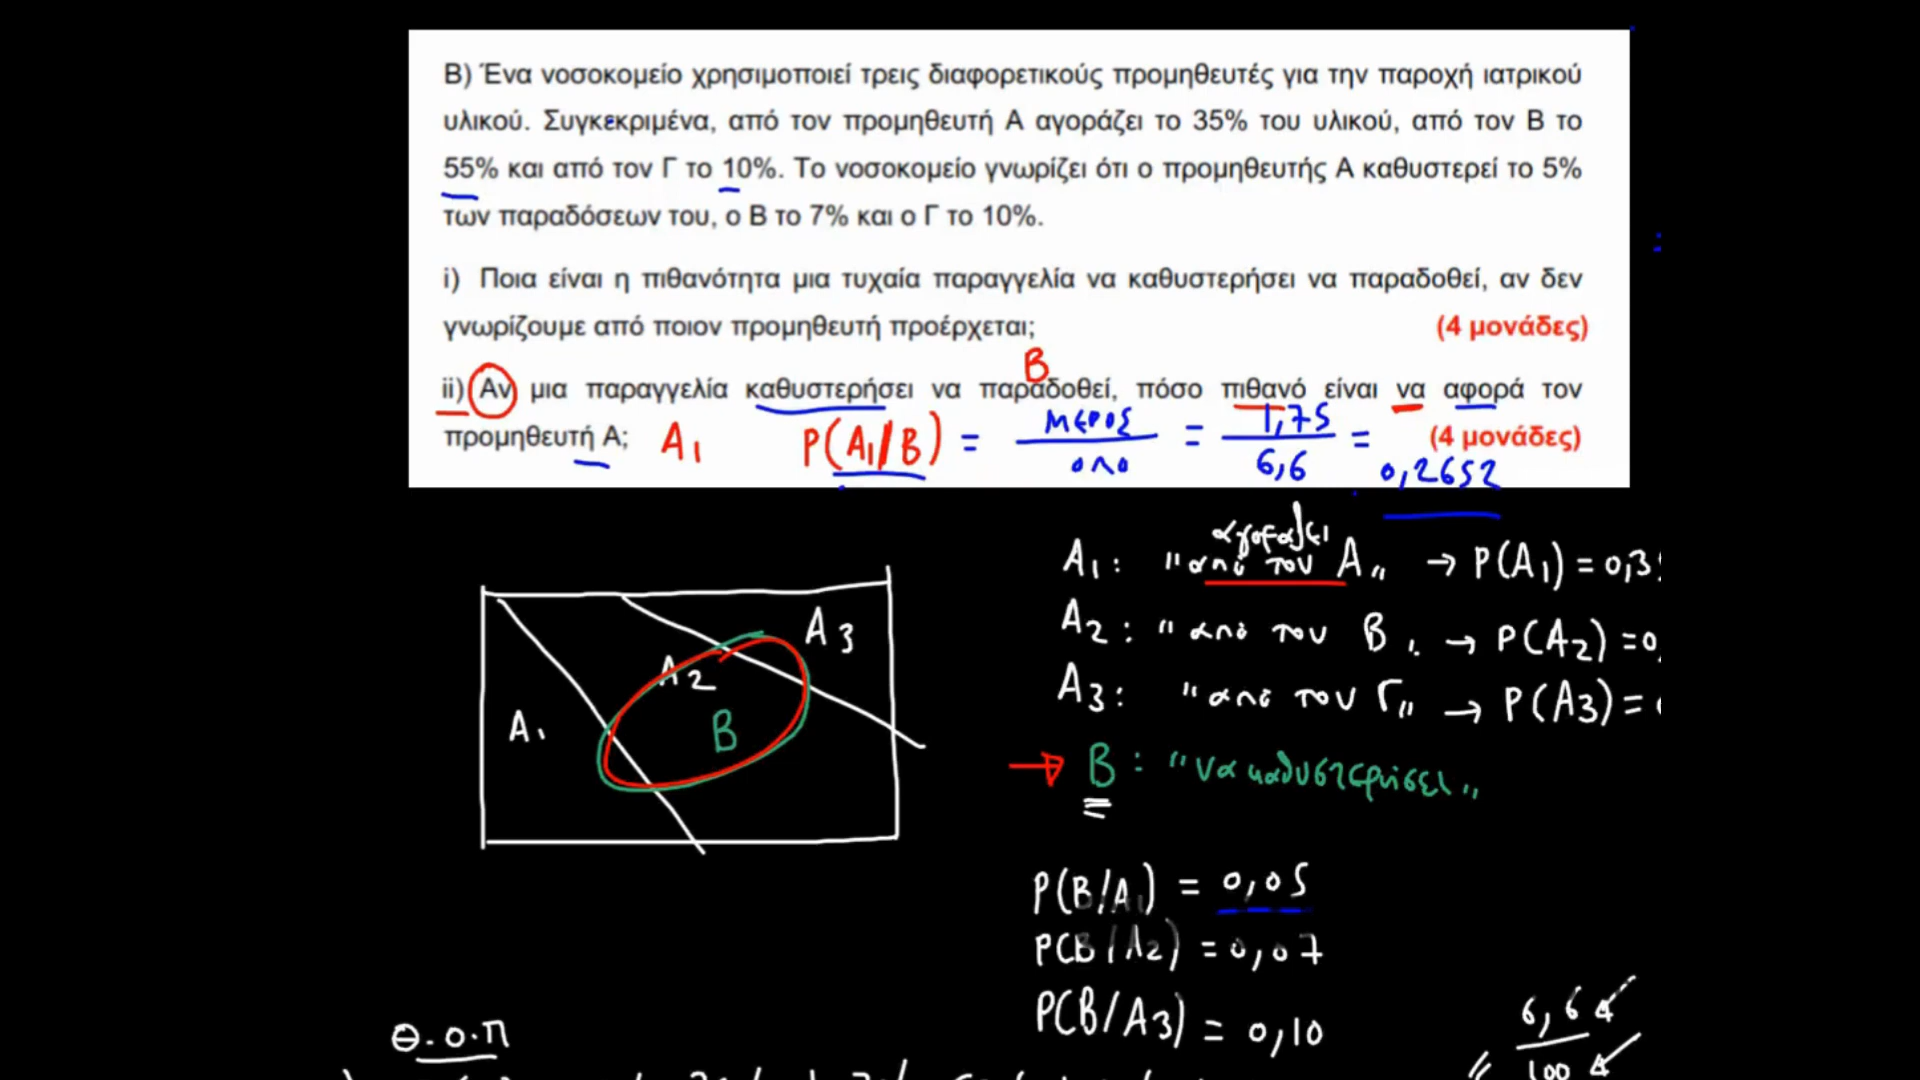 Β) Ένα νοσοκομείο χρησιμοποιεί τρεις διαφορετικούς προμηθευτές για την παροχή ιατρικού
υλικού. Συγκεκριμένα, από τον προμηθευτή Α αγοράζει το 35% του υλικού, από τον Β το
55% και από τον Γ το 10%. Το νοσοκομείο γνωρίζει ότι ο προμηθευτής Α καθυστερεί το 5%
των παραδόσεων του, ο Β το 7% και ο Γ το 10%.
i) Ποια είναι η πιθανότητα μια τυχαία παραγγελία να καθυστερήσει να παραδοθεί, αν δεν
γνωρίζουμε από ποιον προμηθευτή προέρχεται; (4 μονάδες)
B
ii) Αν μια παραγγελία καθυστερήσει να παραδοθεί, πόσο πιθανό είναι να αφορά τον
προμηθευτή Α; A1 P(A1/B) = μερος/ολο = 1,75/6,6 = (4 μονάδες)
0,2652
αγοραζει
A1: "από τον A" → P(A1) = 0,3
A2: "από τον B. → P(A2) = 0,
A3: "από τον Γ" → P(A3) =
A3
A2
A1
B
B: "να καθυστερήσει"
P(B/A1) = 0,05
P(B/A2) = 0,07
P(B/A3) = 0,10
Θ.Ο.Π
6,6
= 100